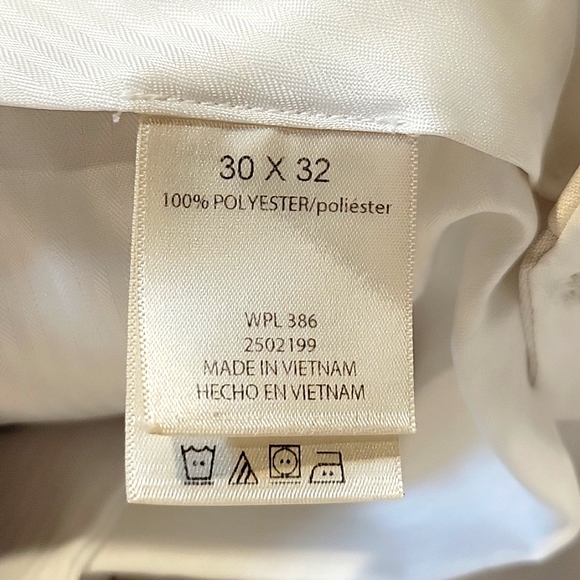 30 X 32
100% POLYESTER/poliéster
WPL 386
2502199
MADE IN VIETNAM
HECHO EN VIETNAM